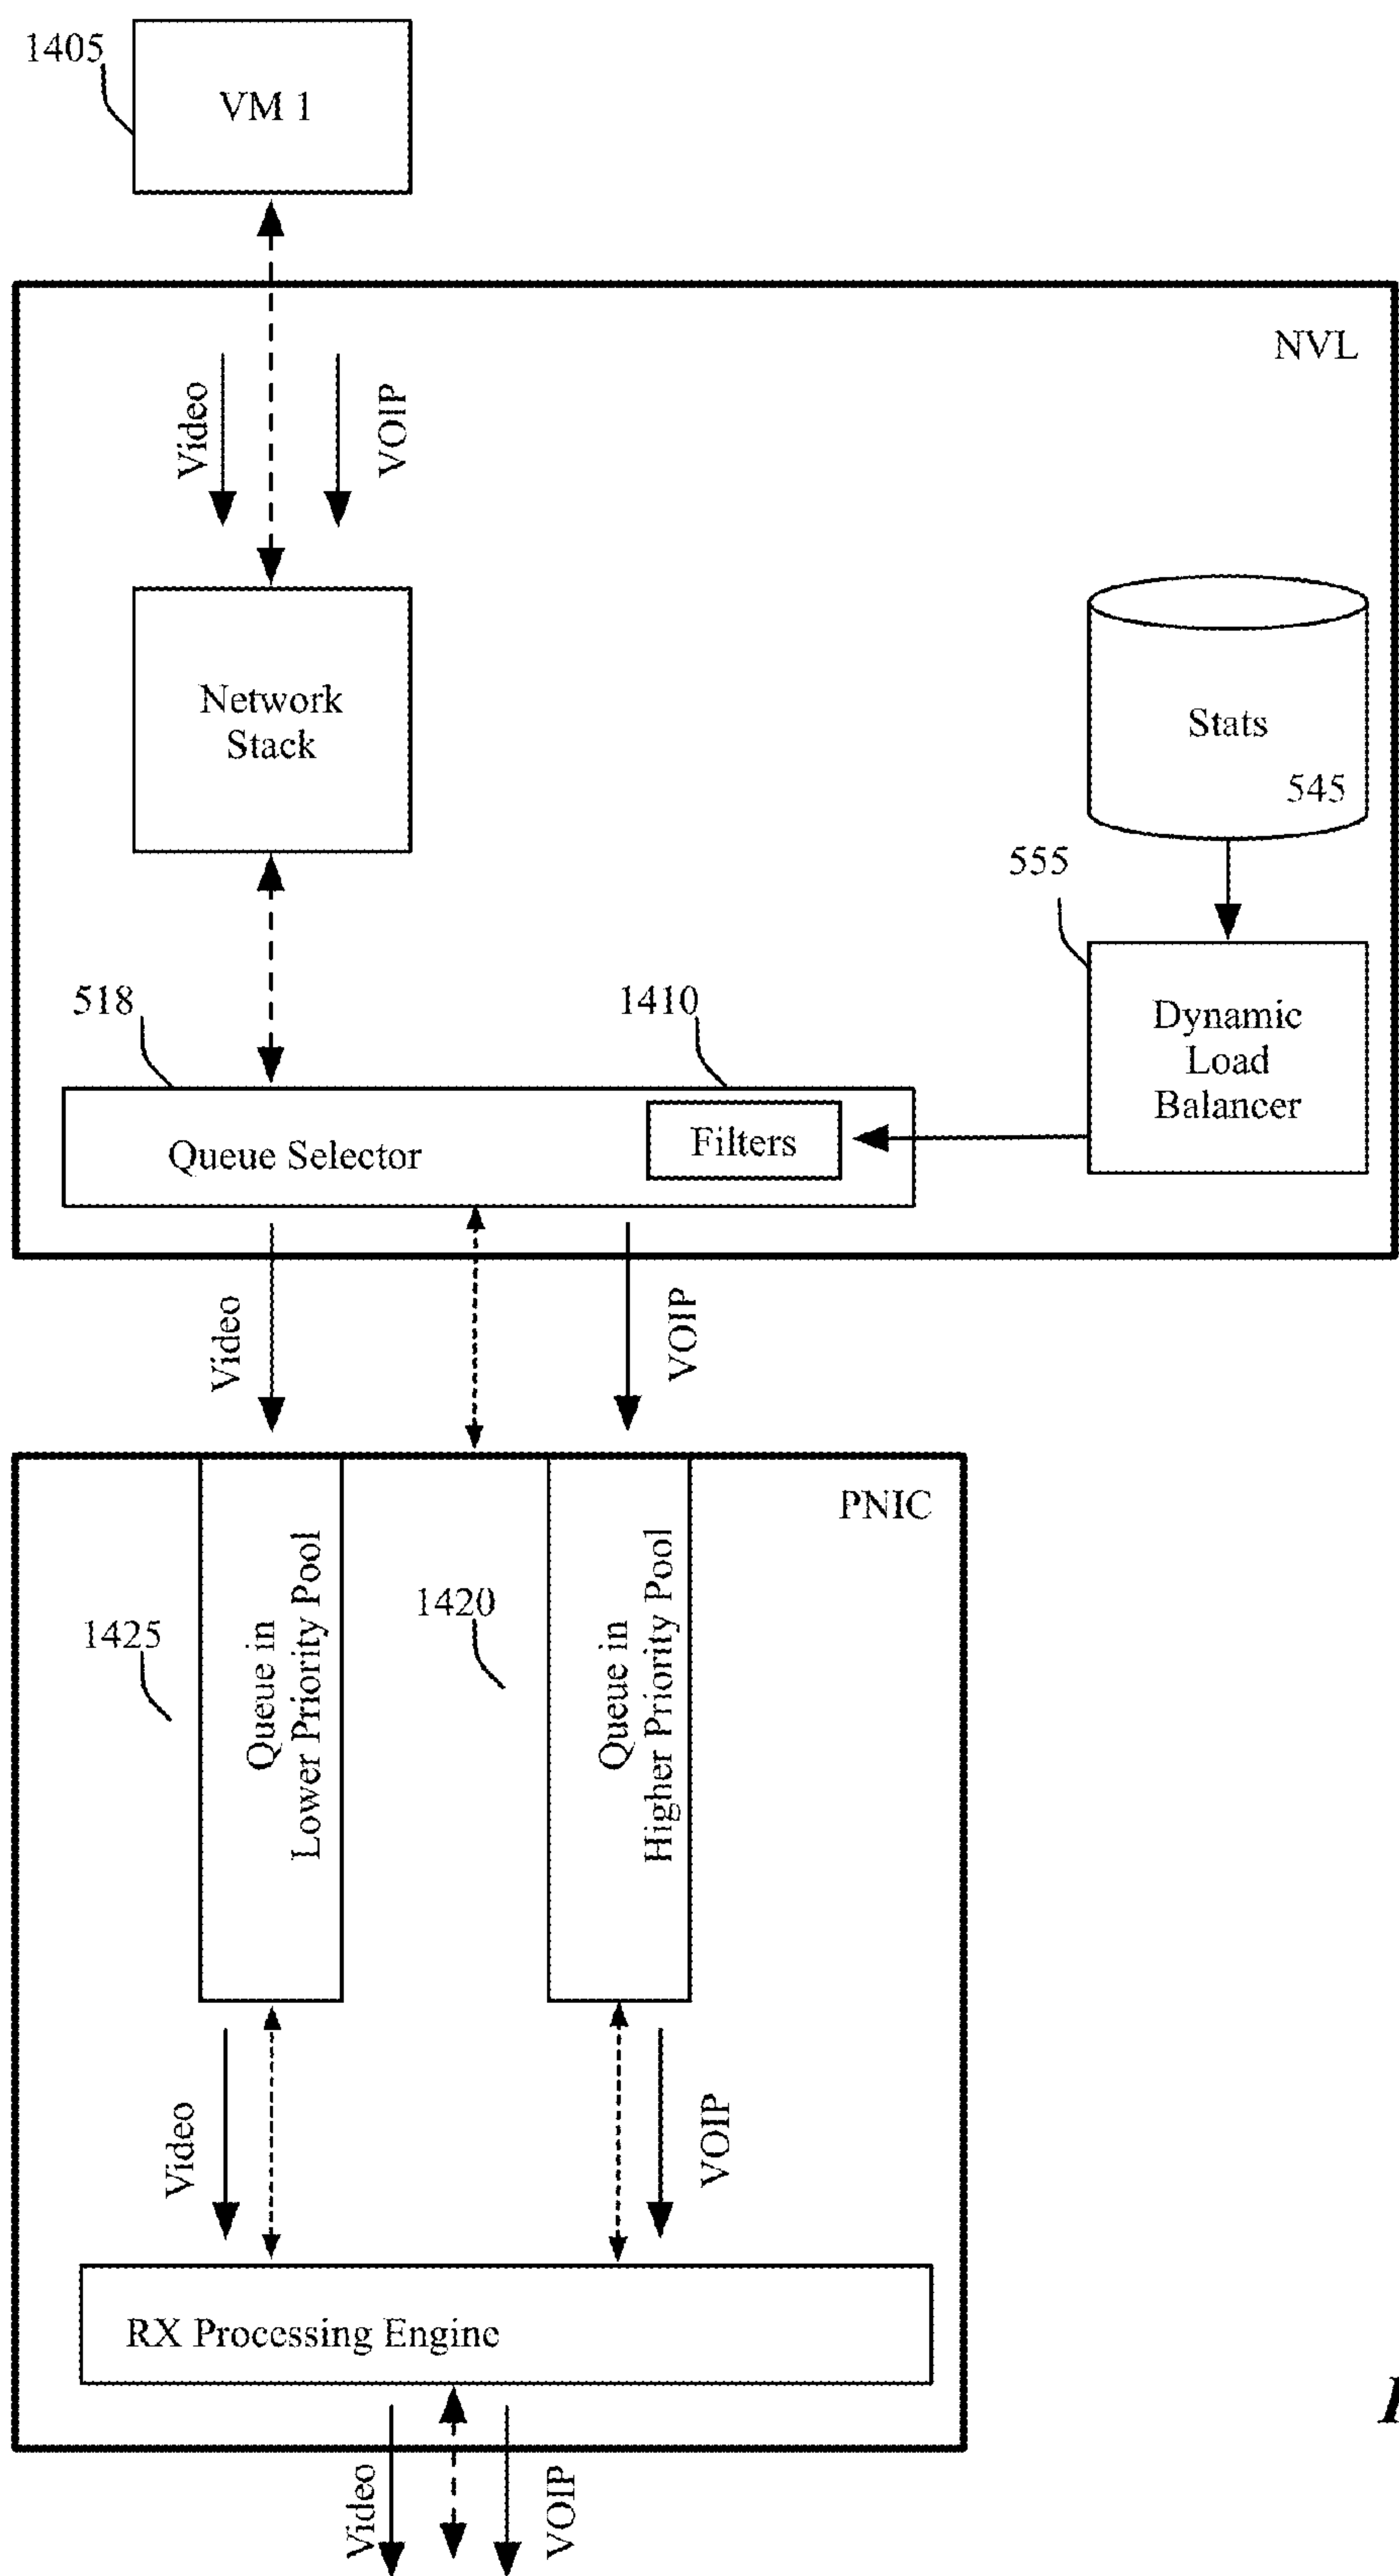 1405
VM 1
NVL
Video
VOIP
Network
Stack
Stats
545
555
Dynamic
Load
Balancer
518
1410
Queue Selector
Filters
Video
VOIP
PNIC
1425
Queue in
Lower Priority Pool
1420
Queue in
Higher Priority Pool
Video
VOIP
RX Processing Engine
Video
VOIP